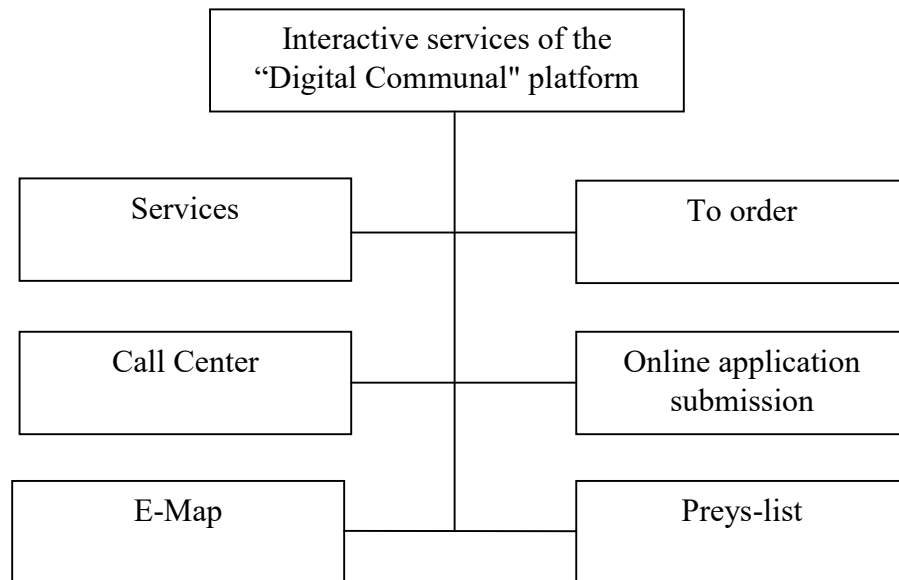 Interactive services of the
“Digital Communal" platform
Services
To order
Call Center
Online application
submission
E-Map
Preys-list